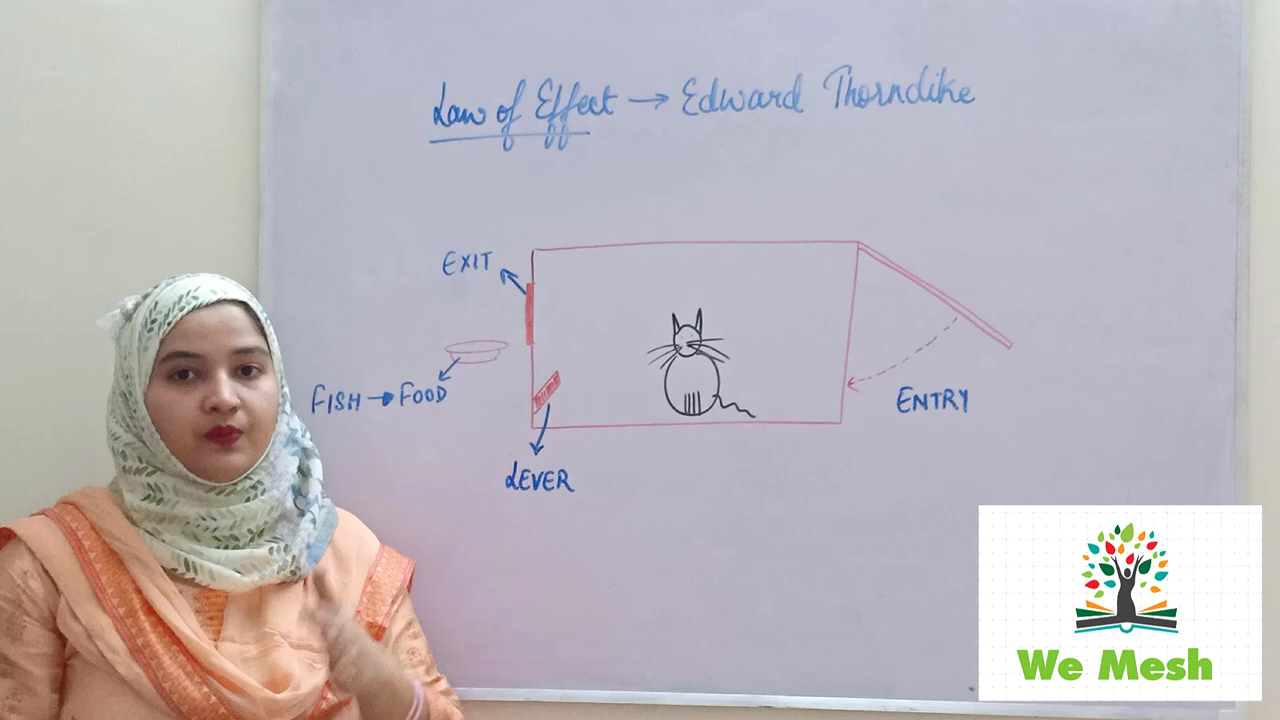 Law of Effect → Edward Thorndike
EXIT
FISH → FOOD
LEVER
ENTRY
We Mesh